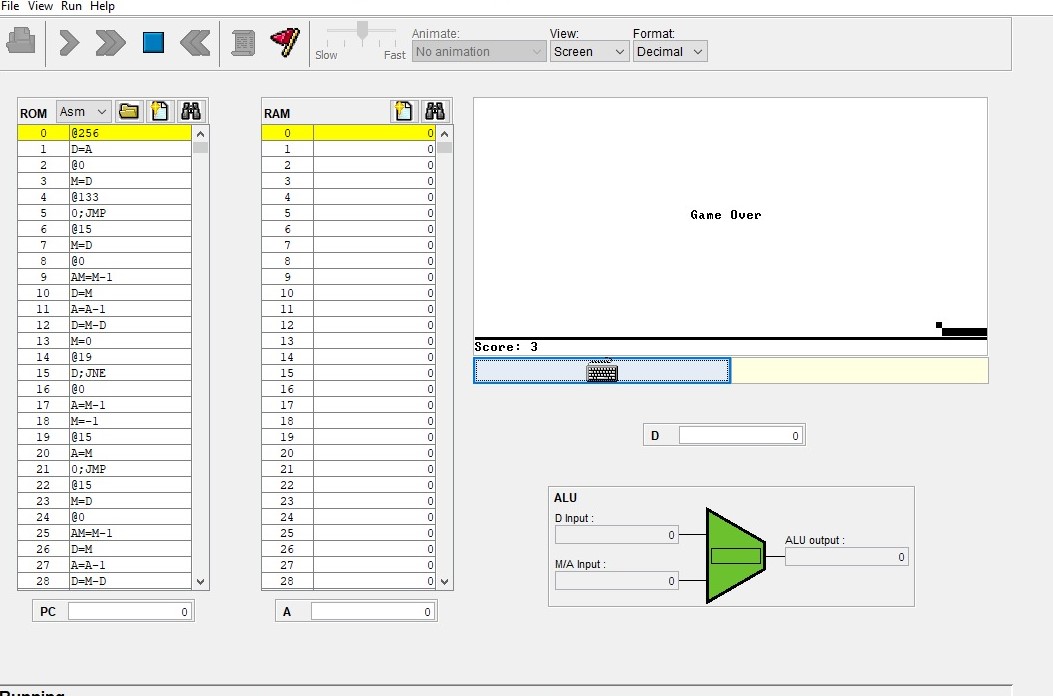 File View Run Help
Slow Fast
Animate:
No animation
View:
Screen
Format:
Decimal
ROM Asm
0 @256
1 D=A
2 @0
3 M=D
4 @133
5 0;JMP
6 @15
7 M=D
8 @0
9 AM=M-1
10 D=M
11 A=A-1
12 D=M-D
13 M=0
14 @19
15 D;JNE
16 @0
17 A=M-1
18 M=-1
19 @15
20 A=M
21 0;JMP
22 @15
23 M=D
24 @0
25 AM=M-1
26 D=M
27 A=A-1
28 D=M-D
PC 0
RAM
0 0
1 0
2 0
3 0
4 0
5 0
6 0
7 0
8 0
9 0
10 0
11 0
12 0
13 0
14 0
15 0
16 0
17 0
18 0
19 0
20 0
21 0
22 0
23 0
24 0
25 0
26 0
27 0
28 0
A 0
Game Over
Score: 3
D 0
ALU
D Input :
0
M/A Input :
0
ALU output :
0
Running